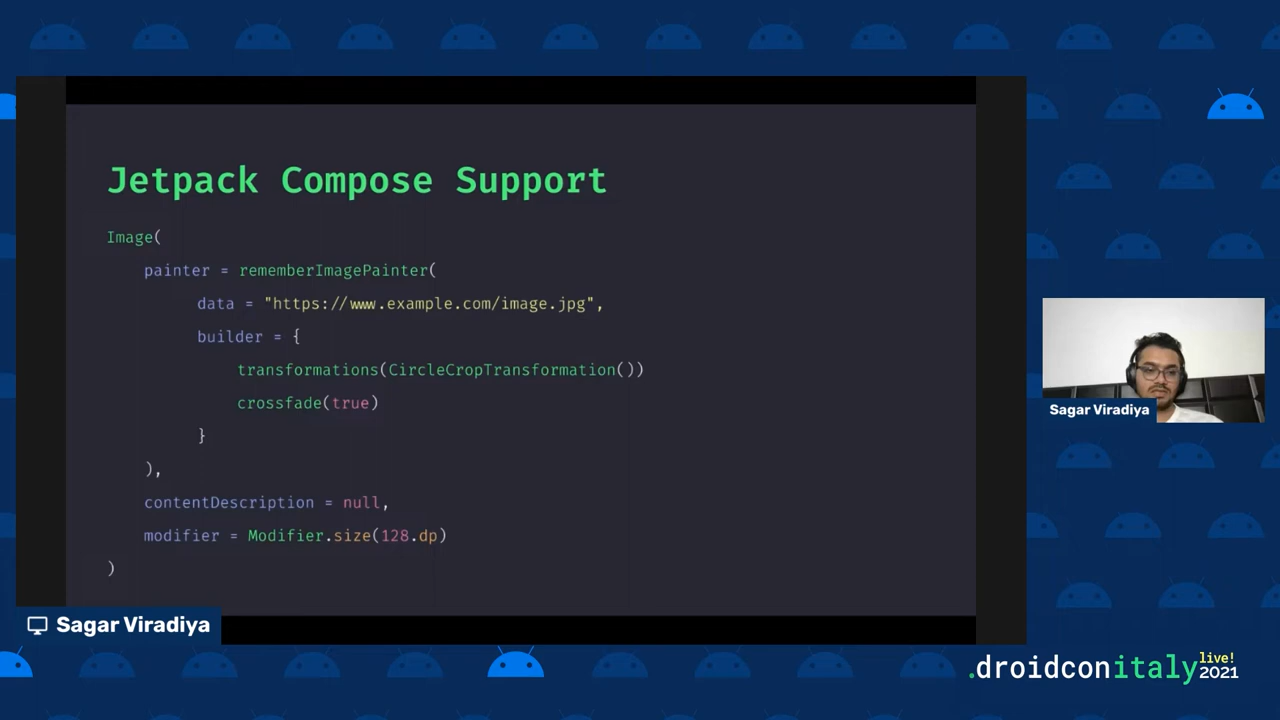 Jetpack Compose Support
Image(
painter = rememberImagePainter(
data = "https://www.example.com/image.jpg",
builder = {
transformations(CircleCropTransformation())
crossfade(true)
}
),
contentDescription = null,
modifier = Modifier.size(128.dp)
)
Sagar Viradiya
Sagar Viradiya
.droidconitaly live! 2021